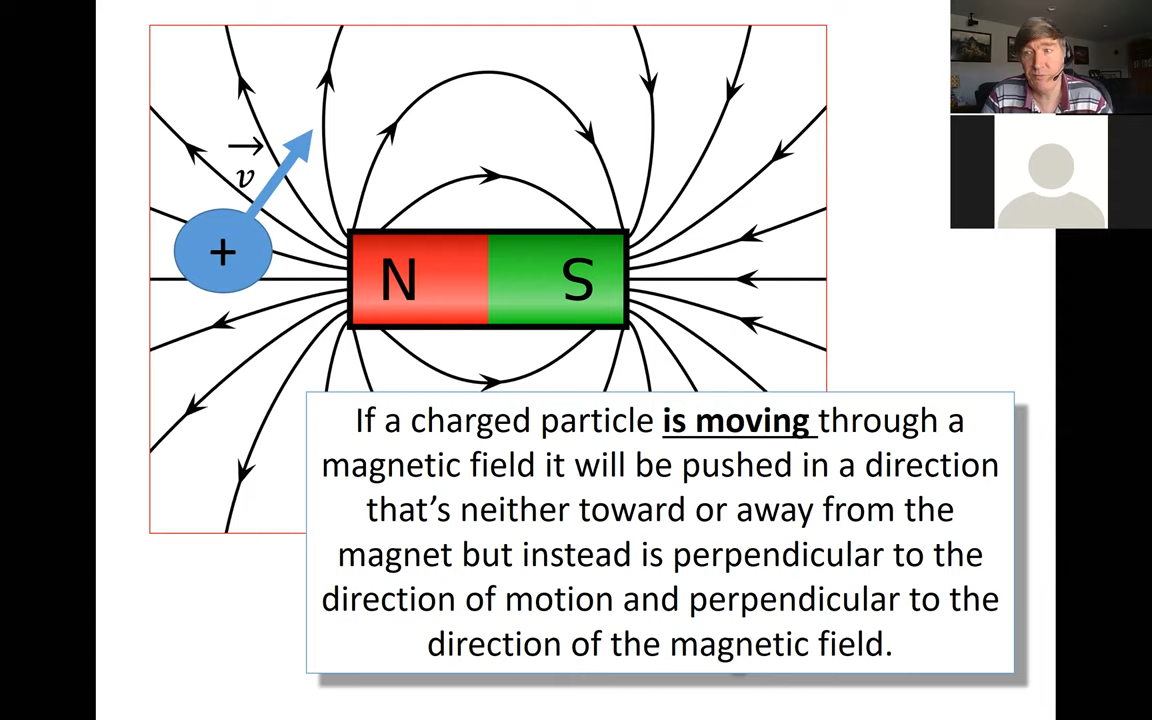 v
+
N S
If a charged particle is moving through a
magnetic field it will be pushed in a direction
that’s neither toward or away from the
magnet but instead is perpendicular to the
direction of motion and perpendicular to the
direction of the magnetic field.